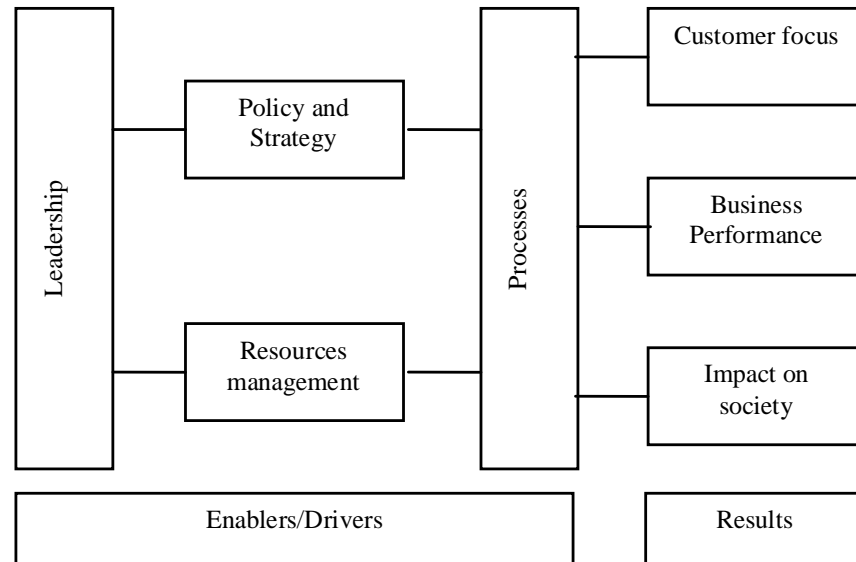 Leadership
Policy and
Strategy
Resources
management
Processes
Customer focus
Business
Performance
Impact on
society
Enablers/Drivers
Results